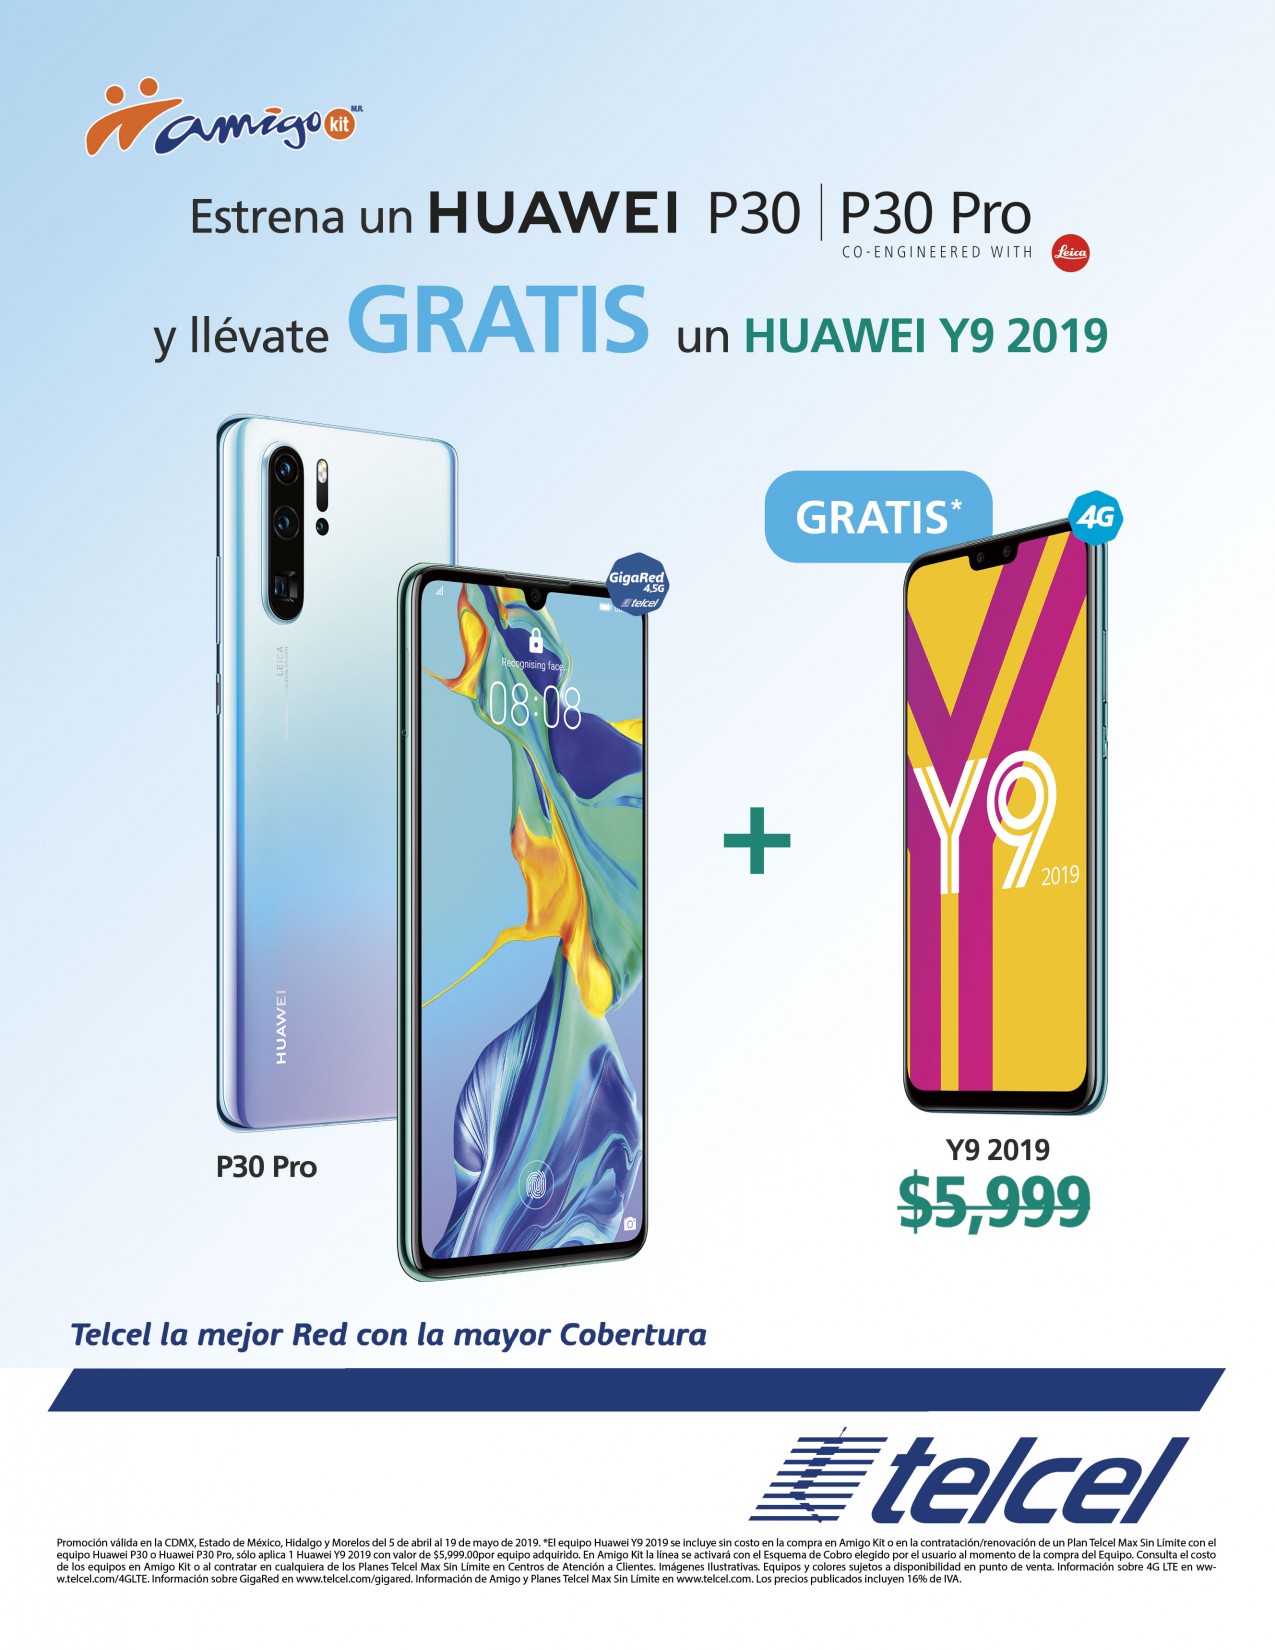 amigo kit M.R.
Estrena un HUAWEI P30 | P30 Pro
CO-ENGINEERED WITH Leica
y llévate GRATIS un HUAWEI Y9 2019
GRATIS*
4G
GigaRed
4.5G
telcel
Recognising face...
08:08
LEICA
Y9
2019
HUAWEI
+
P30 Pro
Y9 2019
$5,999
Telcel la mejor Red con la mayor Cobertura
telcel
Promoción válida en la CDMX, Estado de México, Hidalgo y Morelos del 5 de abril al 19 de mayo de 2019. *El equipo Huawei Y9 2019 se incluye sin costo en la compra en Amigo Kit o en la contratación/renovación de un Plan Telcel Max Sin Límite con el
equipo Huawei P30 o Huawei P30 Pro, sólo aplica 1 Huawei Y9 2019 con valor de $5,999.00por equipo adquirido. En Amigo Kit la línea se activará con el Esquema de Cobro elegido por el usuario al momento de la compra del Equipo. Consulta el costo
de los equipos en Amigo Kit o al contratar en cualquiera de los Planes Telcel Max Sin Límite en Centros de Atención a Clientes. Imágenes Ilustrativas. Equipos y colores sujetos a disponibilidad en punto de venta. Información sobre 4G LTE en ww-
w.telcel.com/4GLTE. Información sobre GigaRed en www.telcel.com/gigared. Información de Amigo y Planes Telcel Max Sin Límite en www.telcel.com. Los precios publicados incluyen 16% de IVA.